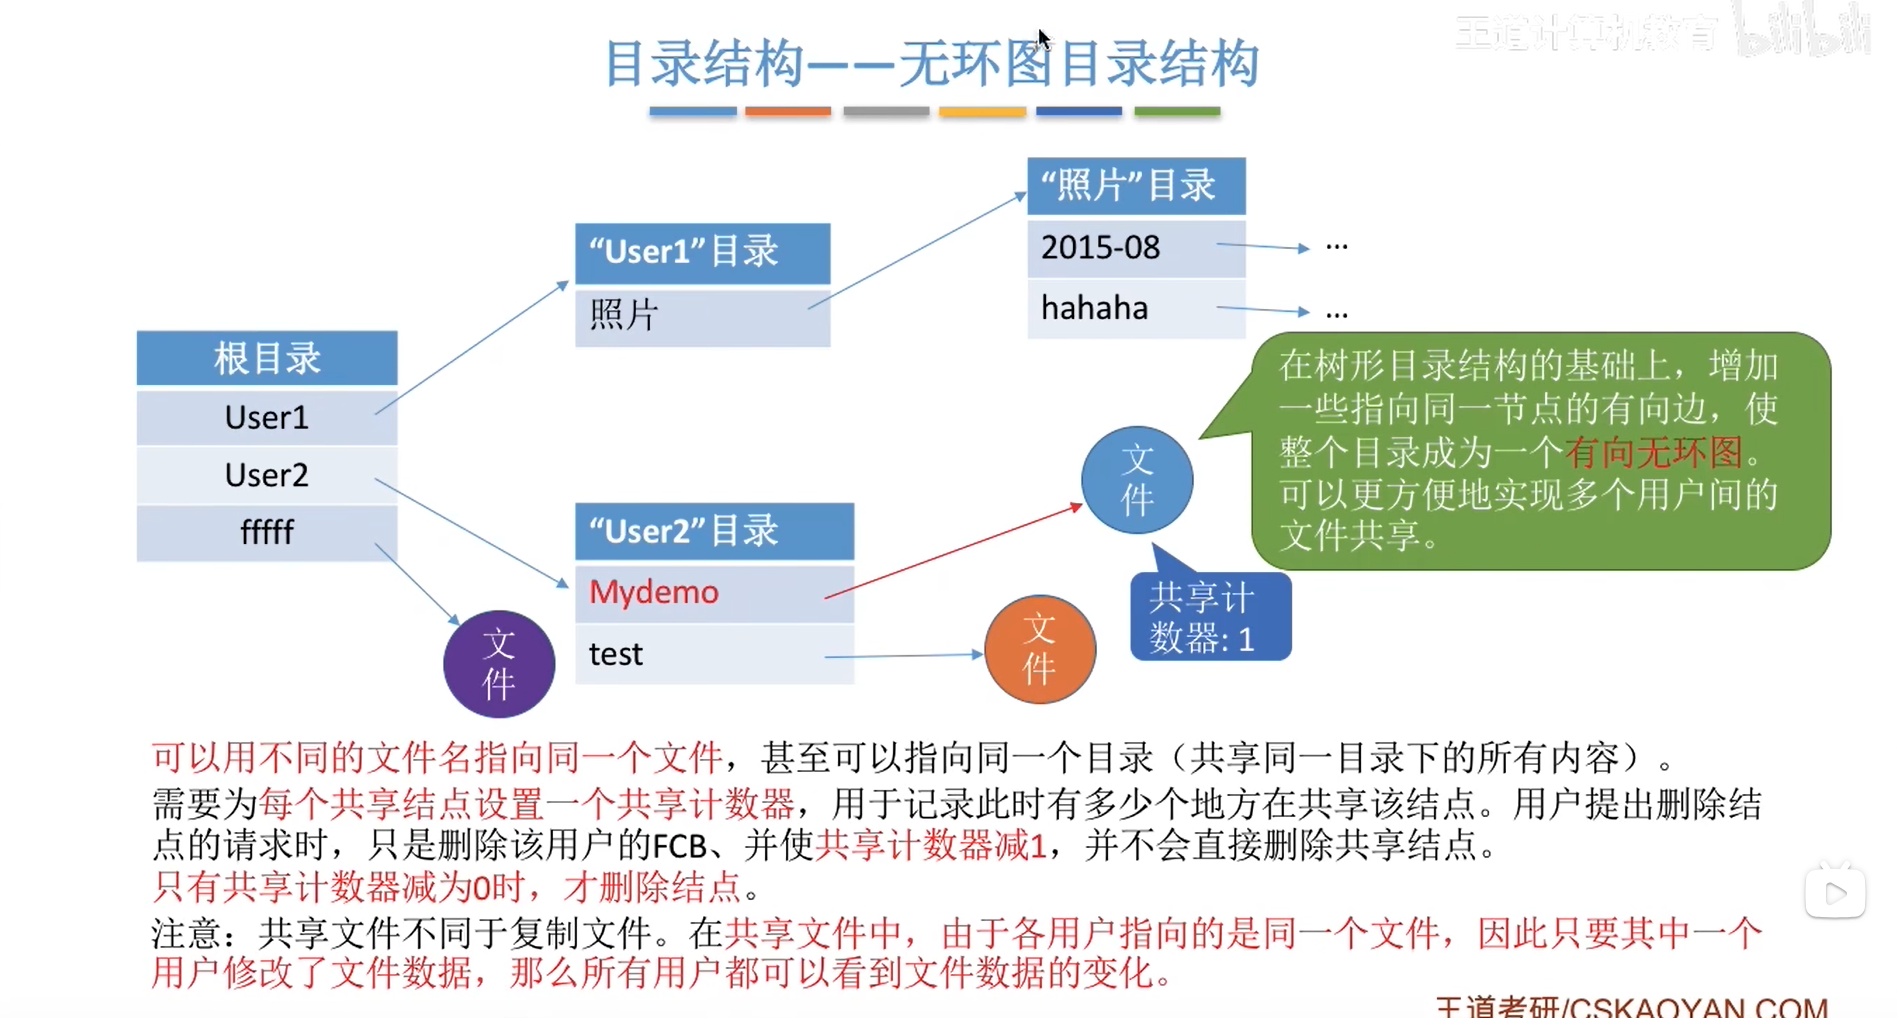 王道计算机教育 bilibili
目录结构——无环图目录结构
“照片”目录
2015-08
...
hahaha
...
“User1”目录
照片
根目录
User1
User2
fffff
“User2”目录
Mydemo
test
文
件
文
件
文
件
共享计
数器: 1
在树形目录结构的基础上，增加
一些指向同一节点的有向边，使
整个目录成为一个有向无环图。
可以更方便地实现多个用户间的
文件共享。
可以用不同的文件名指向同一个文件，甚至可以指向同一个目录（共享同一目录下的所有内容）。
需要为每个共享结点设置一个共享计数器，用于记录此时有多少个地方在共享该结点。用户提出删除结
点的请求时，只是删除该用户的FCB、并使共享计数器减1，并不会直接删除共享结点。
只有共享计数器减为0时，才删除结点。
注意：共享文件不同于复制文件。在共享文件中，由于各用户指向的是同一个文件，因此只要其中一个
用户修改了文件数据，那么所有用户都可以看到文件数据的变化。
王道考研/CSKAOYAN.COM